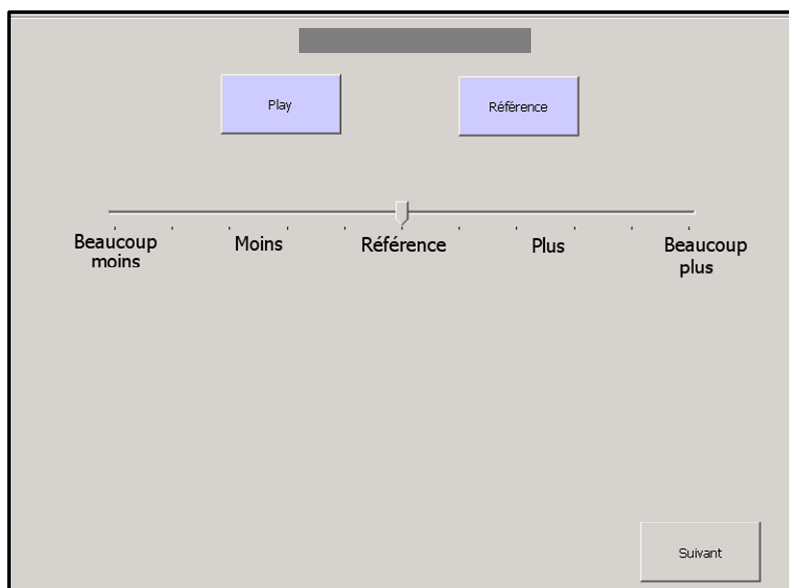 Play
Référence
Beaucoup
moins
Moins
Référence
Plus
Beaucoup
plus
Suivant